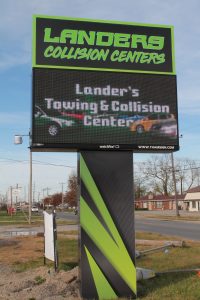 LANDERS
COLLISION CENTERS
Lander's
Towing & Collision
Center